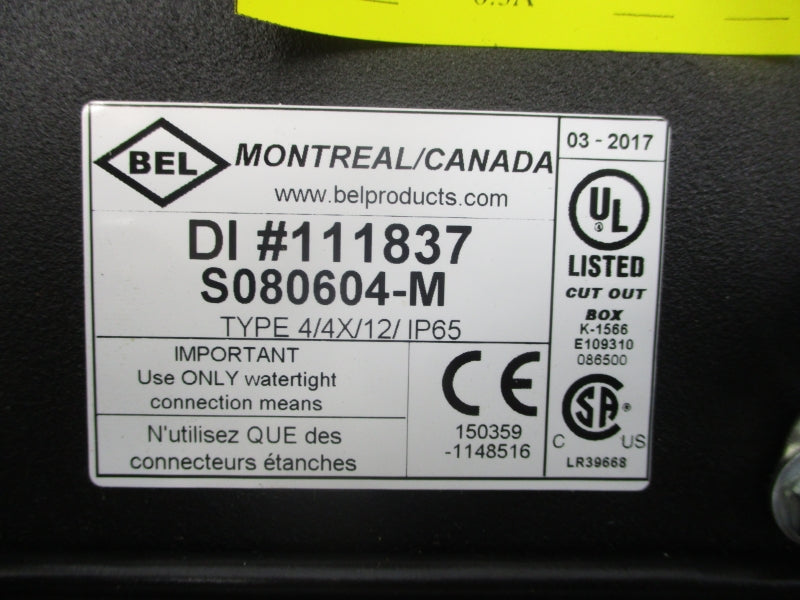 BEL
MONTREAL/CANADA
www.belproducts.com
DI #111837
S080604-M
TYPE 4/4X/12/ IP65
IMPORTANT
Use ONLY watertight
connection means
N'utilisez QUE des
connecteurs étanches
CE
150359
-1148516
03 - 2017
UL
LISTED
CUT OUT
BOX
K-1566
E109310
086500
SA
C US
LR39668